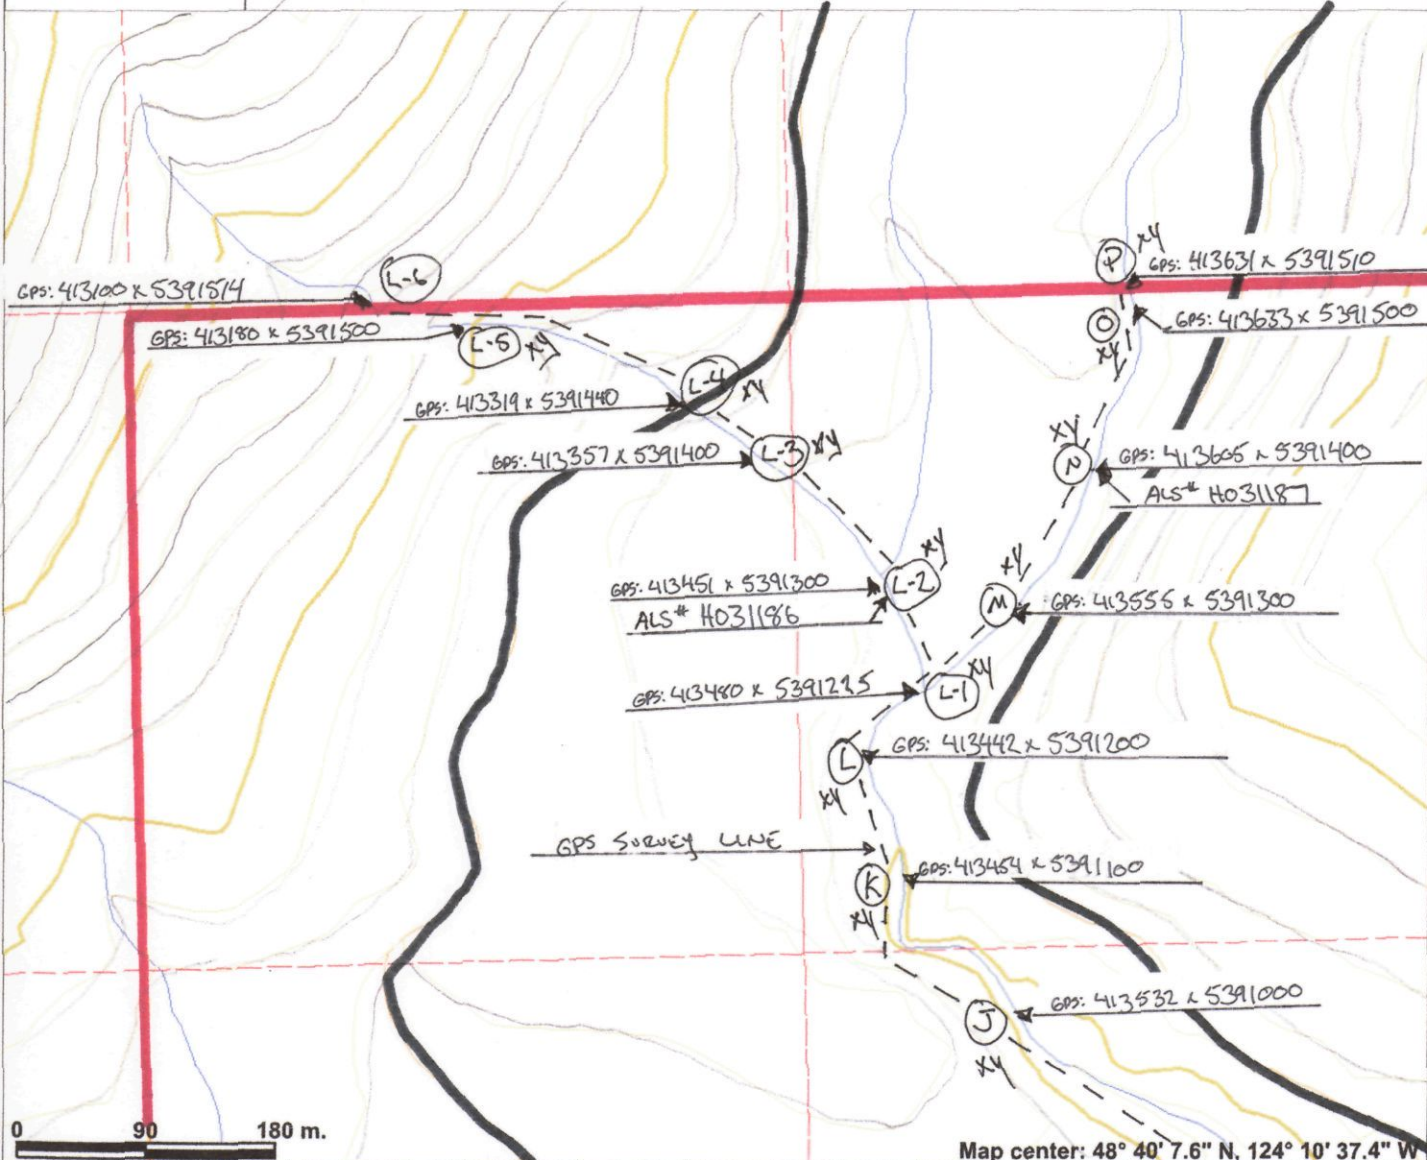 P xy
GPS: 413631 x 5391510
L-6
GPS: 413100 x 5391514
O
xy
GPS: 413633 x 5391500
GPS: 413180 x 5391500
L-5 xy
L-4 xy
GPS: 413319 x 5391440
xy
L-3 xy
GPS: 413357 x 5391400
N
GPS: 413605 x 5391400
ALS# H031187
xy
xy
GPS: 413451 x 5391300
L-2
ALS# H031186
M
GPS: 413555 x 5391300
xy
GPS: 413480 x 5391225
L-1
GPS: 413442 x 5391200
L
xy
GPS SURVEY LINE
GPS: 413454 x 5391100
K
xy
GPS: 413532 x 5391000
J
xy
0 90 180 m.
Map center: 48° 40' 7.6" N, 124° 10' 37.4" W